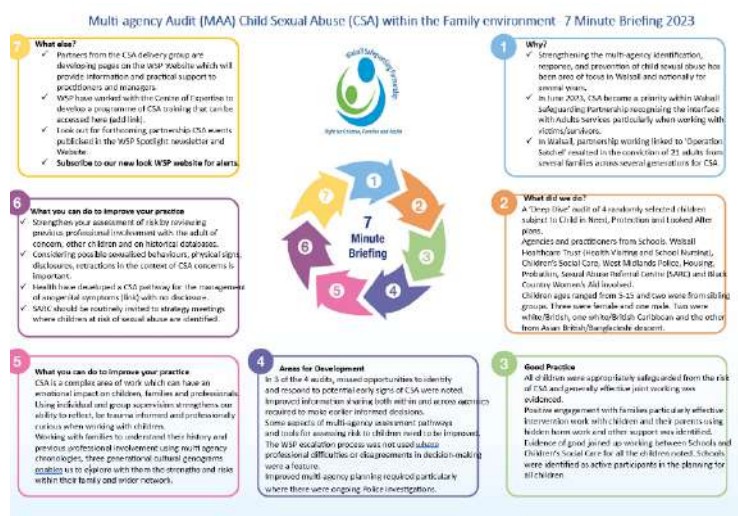 Multi agency Audit (MAA) Child Sexual Abuse (CSA) within the Family environment 7 Minute Briefing 2023
7
What else?
✓ Partners from the CSA delivery group are
developing pages on the WSP Website which will
provide information and practical support to
practitioners and managers.
✓ WSP have worked with the Centre of Expertise to
develop a programme of CSA training that can be
accessed here (add link).
✓ Look out for forthcoming partnership CSA events
publicised in the WSP Spotlight newsletter and
Website.
✓ Subscribe to our new look WSP website for alerts.
Walsall Safeguarding Partnership
1
Why?
✓ Strengthening the multi-agency identification,
response, and prevention of child sexual abuse has
been area of focus in Walsall and nationally for
several years.
✓ In June 2023, CSA became a priority within Walsall
Safeguarding Partnership recognising the interface
with Adults Services particularly when working with
victims/survivors.
✓ In Walsall, partnership working linked to 'Operation
Satchel' resulted in the conviction of 21 adults from
several families across several generations for CSA.
6
What you can do to improve your practice
✓ Strengthen your assessment of risk by reviewing
previous professional involvement with the adult of
concern, other children and on historical databases.
✓ Considering possible sexualised behaviours, physical signs,
disclosures, retractions in the context of CSA concerns is
important.
✓ Health have developed a CSA pathway for the management
of anogenital symptoms (link) with no disclosure.
✓ SARC should be routinely invited to strategy meetings
where children at risk of sexual abuse are identified.
7
Minute
Briefing
1
2
3
4
5
6
7
2
What did we do?
A 'Deep Dive' audit of 4 randomly selected children
subject to Child in Need, Protection and Looked After
plans.
Agencies and practitioners from Schools, Walsall
Healthcare Trust (Health Visiting and School Nursing),
Children's Social Care, West Midlands Police, Housing,
Probation, Sexual Abuse Referral Centre (SARC) and Black
Country Women's Aid involved.
Children ages ranged from 3-15 and two were from sibling
groups. Three were female and one male. Two were
white/British, one white/British Caribbean and the other
from Asian British/Bangladeshi descent.
5
What you can do to improve your practice
CSA is a complex area of work which can have an
emotional impact on children, families and professionals.
Using individual and group supervision strengthens our
ability to reflect, be trauma informed and professionally
curious when working with children.
Working with families to understand their history and
previous professional involvement using multi agency
chronologies, three generational cultural genograms
enables us to explore with them the strengths and risks
within their family and wider network.
4
Areas for Development
In 3 of the 4 audits, missed opportunities to identify
and respond to potential early signs of CSA were noted.
Improved information sharing both within and across agencies
required to make earlier informed decisions.
Some aspects of multi-agency assessment pathways
and tools for assessing risk to children need to be improved.
The WSP escalation process was not used where
professional difficulties or disagreements in decision-making
were a feature.
Improved multi-agency planning required particularly
where there were ongoing Police investigations.
3
Good Practice
All children were appropriately safeguarded from the risk
of CSA and generally effective joint working was
evidenced.
Positive engagement with families particularly effective
intervention work with children and their parents using
hidden harm work and other support was identified.
Evidence of good joined up working between Schools and
Children's Social Care for all the children noted. Schools
were identified as active participants in the planning for
all children.